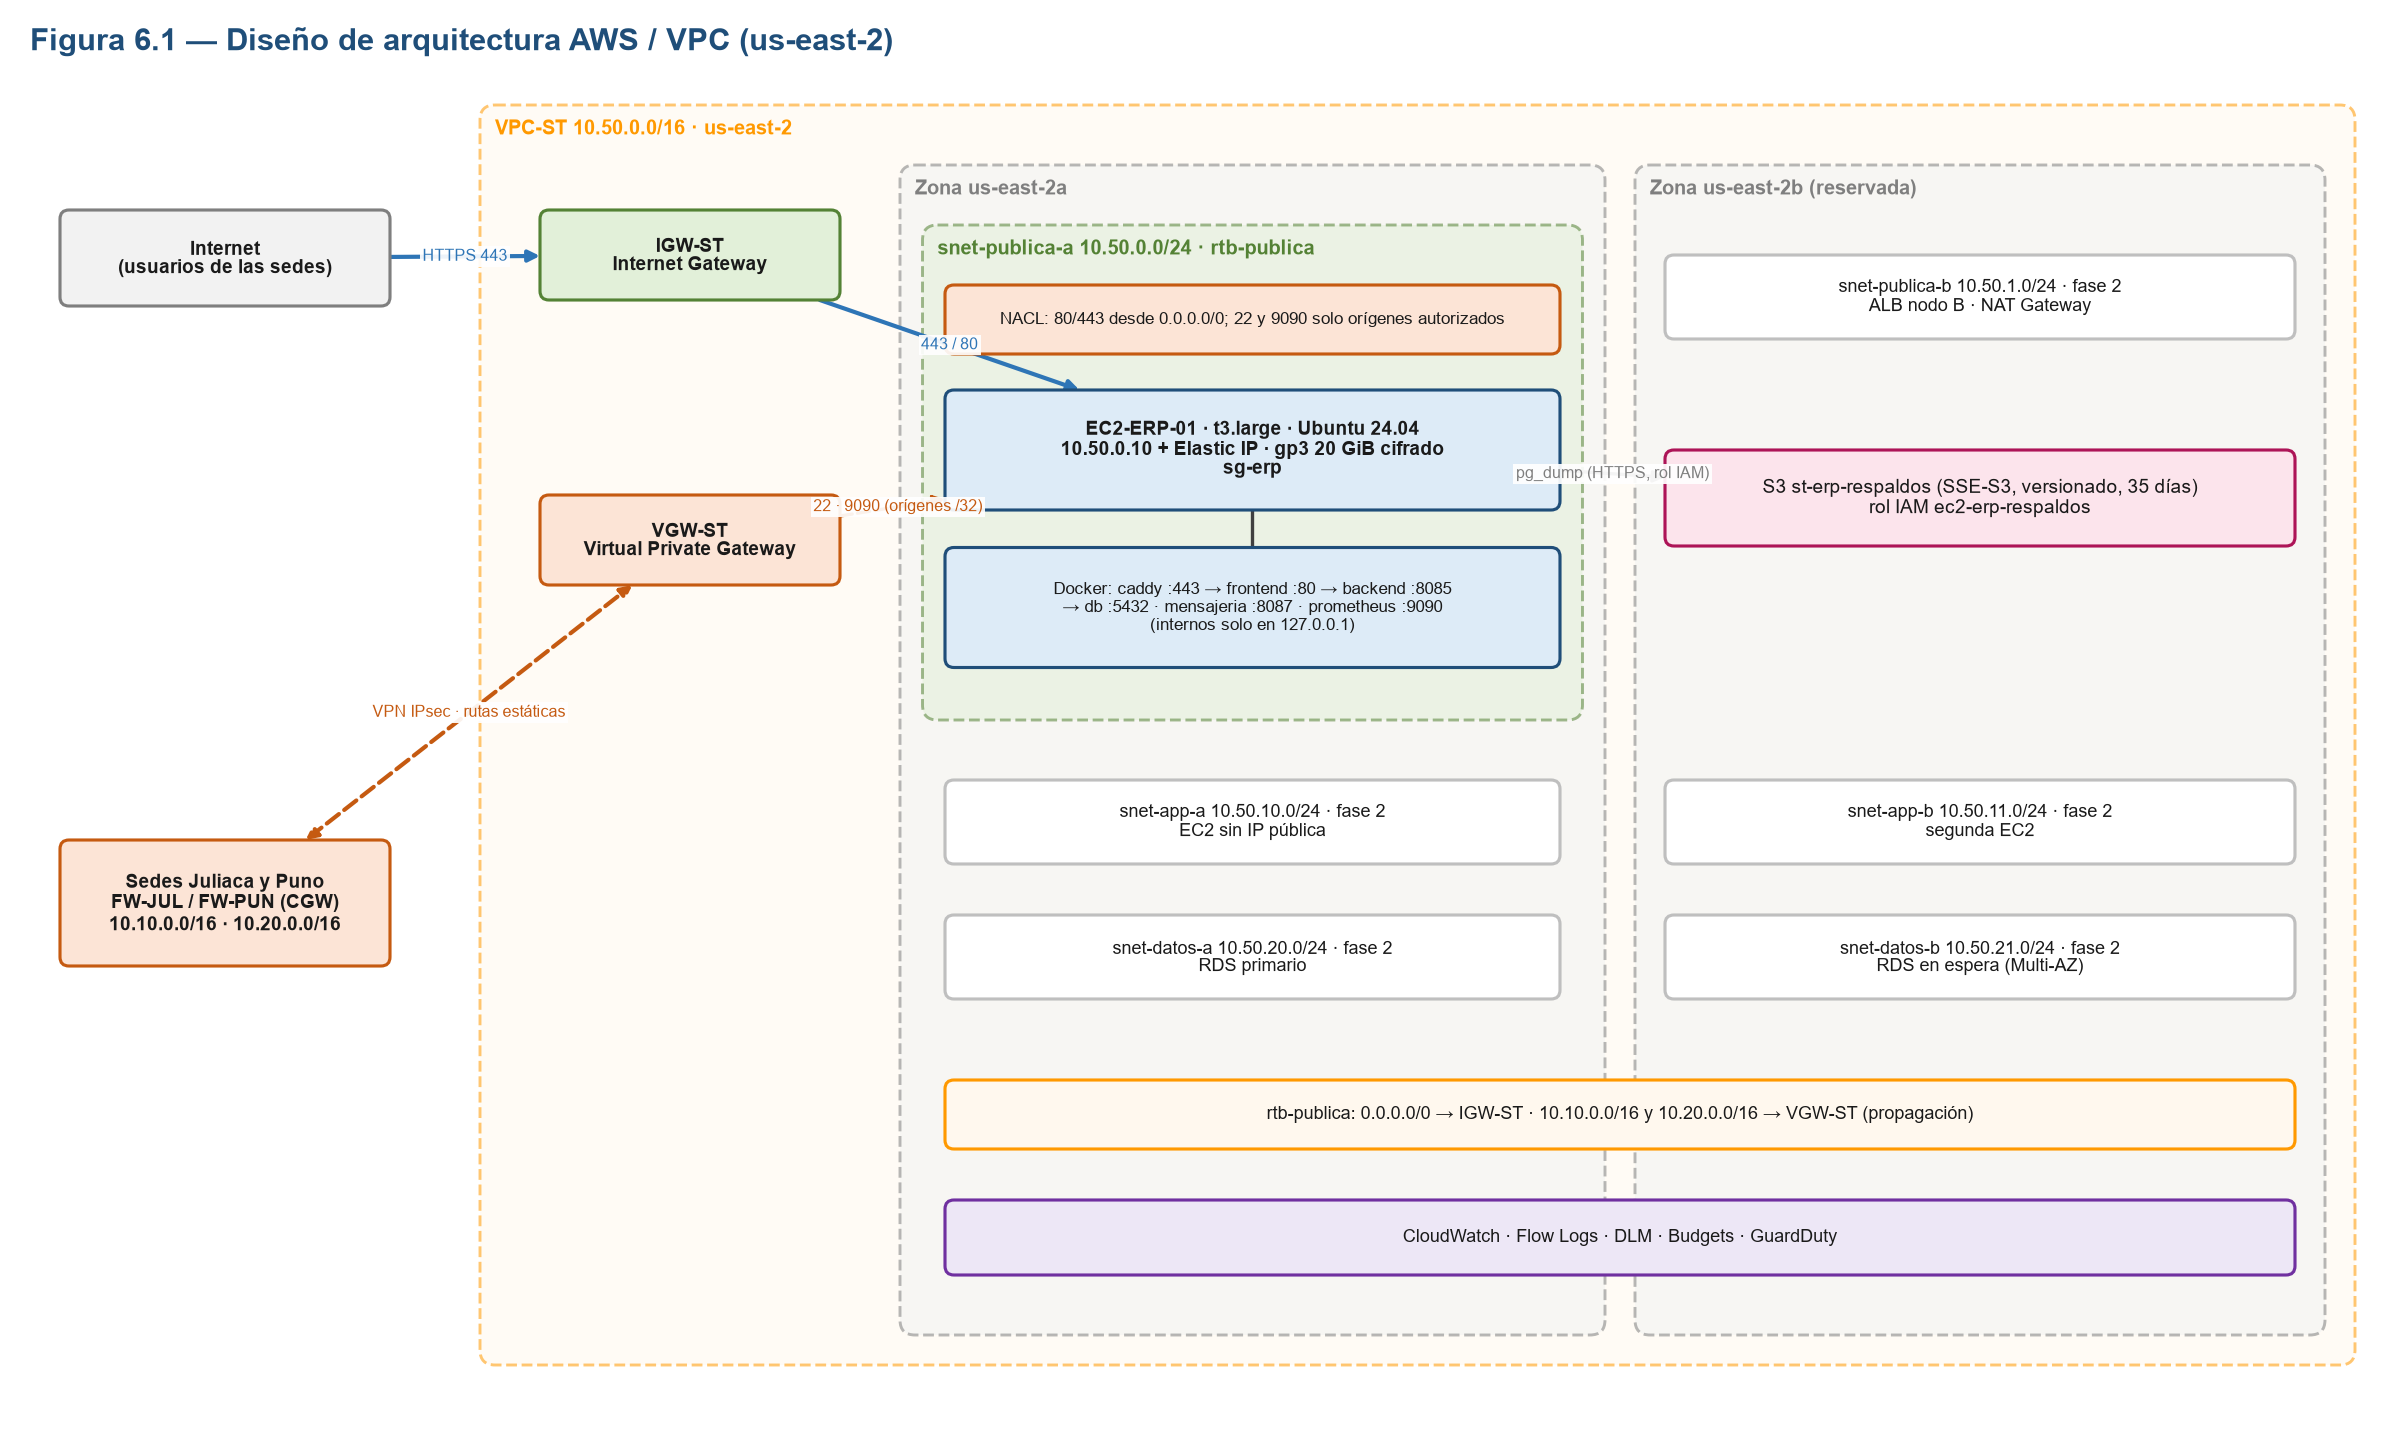 Figura 6.1 — Diseño de arquitectura AWS / VPC (us-east-2)
VPC-ST 10.50.0.0/16 · us-east-2
Internet
(usuarios de las sedes)
HTTPS 443
IGW-ST
Internet Gateway
443 / 80
VGW-ST
Virtual Private Gateway
22 · 9090 (orígenes /32)
VPN IPsec · rutas estáticas
Sedes Juliaca y Puno
FW-JUL / FW-PUN (CGW)
10.10.0.0/16 · 10.20.0.0/16
Zona us-east-2a
snet-publica-a 10.50.0.0/24 · rtb-publica
NACL: 80/443 desde 0.0.0.0/0; 22 y 9090 solo orígenes autorizados
EC2-ERP-01 · t3.large · Ubuntu 24.04
10.50.0.10 + Elastic IP · gp3 20 GiB cifrado
sg-erp
Docker: caddy :443 → frontend :80 → backend :8085
→ db :5432 · mensajeria :8087 · prometheus :9090
(internos solo en 127.0.0.1)
snet-app-a 10.50.10.0/24 · fase 2
EC2 sin IP pública
snet-datos-a 10.50.20.0/24 · fase 2
RDS primario
Zona us-east-2b (reservada)
snet-publica-b 10.50.1.0/24 · fase 2
ALB nodo B · NAT Gateway
pg_dump (HTTPS, rol IAM)
S3 st-erp-respaldos (SSE-S3, versionado, 35 días)
rol IAM ec2-erp-respaldos
snet-app-b 10.50.11.0/24 · fase 2
segunda EC2
snet-datos-b 10.50.21.0/24 · fase 2
RDS en espera (Multi-AZ)
rtb-publica: 0.0.0.0/0 → IGW-ST · 10.10.0.0/16 y 10.20.0.0/16 → VGW-ST (propagación)
CloudWatch · Flow Logs · DLM · Budgets · GuardDuty